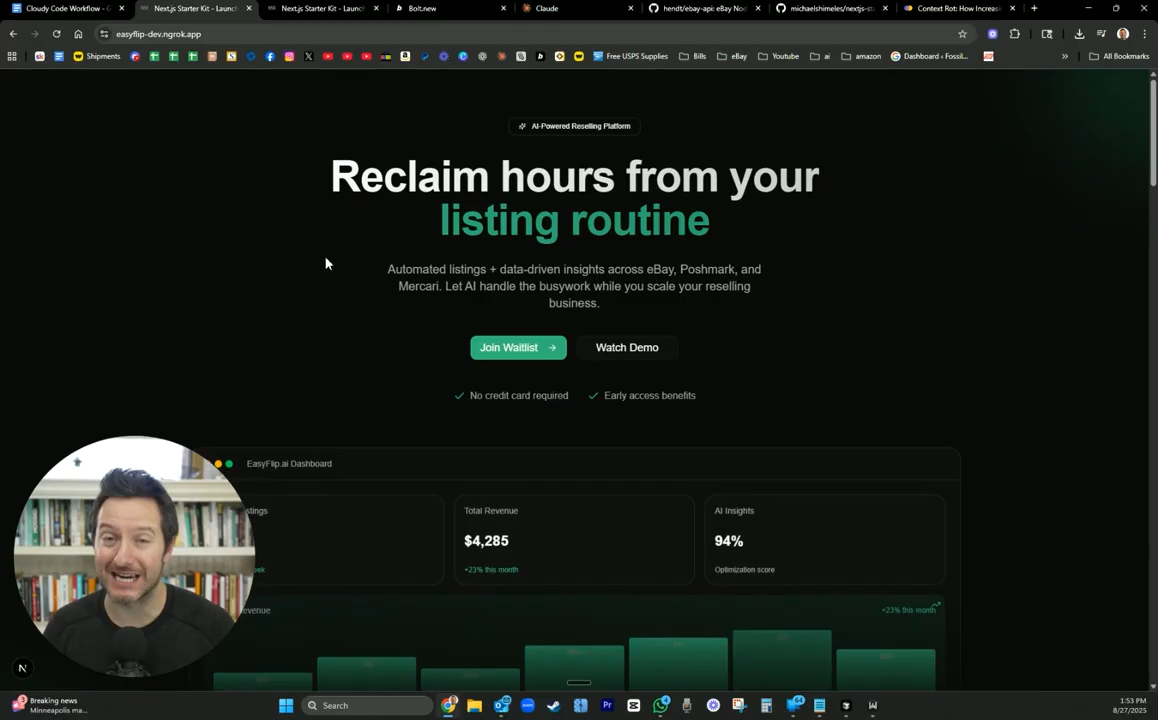 Cloudy Code Workflow - G
Next.js Starter Kit - Launch
Next.js Starter Kit - Launch
Bolt.new
Claude
hendt/ebay-api: eBay Nod
michaelshimeles/nextjs-sta
Context Rot: How Increasi
easyflip-dev.ngrok.app
Shipments
Free USPS Supplies
Bills
eBay
Youtube
ai
amazon
Dashboard ‹ Fossil...
All Bookmarks
AI-Powered Reselling Platform
Reclaim hours from your
listing routine
Automated listings + data-driven insights across eBay, Poshmark, and
Mercari. Let AI handle the busywork while you scale your reselling
business.
Join Waitlist
Watch Demo
No credit card required
Early access benefits
EasyFlip.ai Dashboard
Total Revenue
$4,285
+23% this month
AI Insights
94%
Optimization score
+23% this month
N
Breaking news
Minneapolis ma...
Search
1:53 PM
8/27/2025